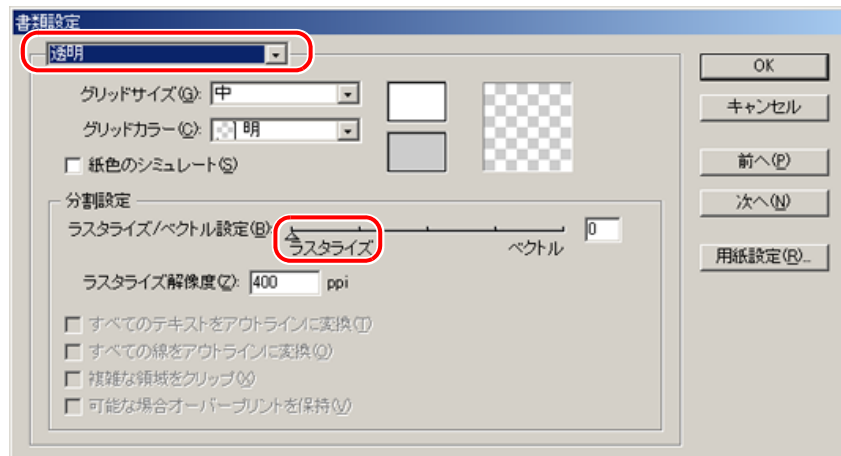 書類設定
透明
OK
グリッドサイズ(G): 中
キャンセル
グリッドカラー(C): 明
紙色のシミュレート(S)
前へ(P)
分割設定
次へ(N)
ラスタライズ/ベクトル設定(B): 0
ラスタライズ ベクトル
用紙設定(R)...
ラスタライズ解像度(Z): 400 ppi
すべてのテキストをアウトラインに変換(T)
すべての線をアウトラインに変換(O)
複雑な領域をクリップ(X)
可能な場合オーバープリントを保持(V)